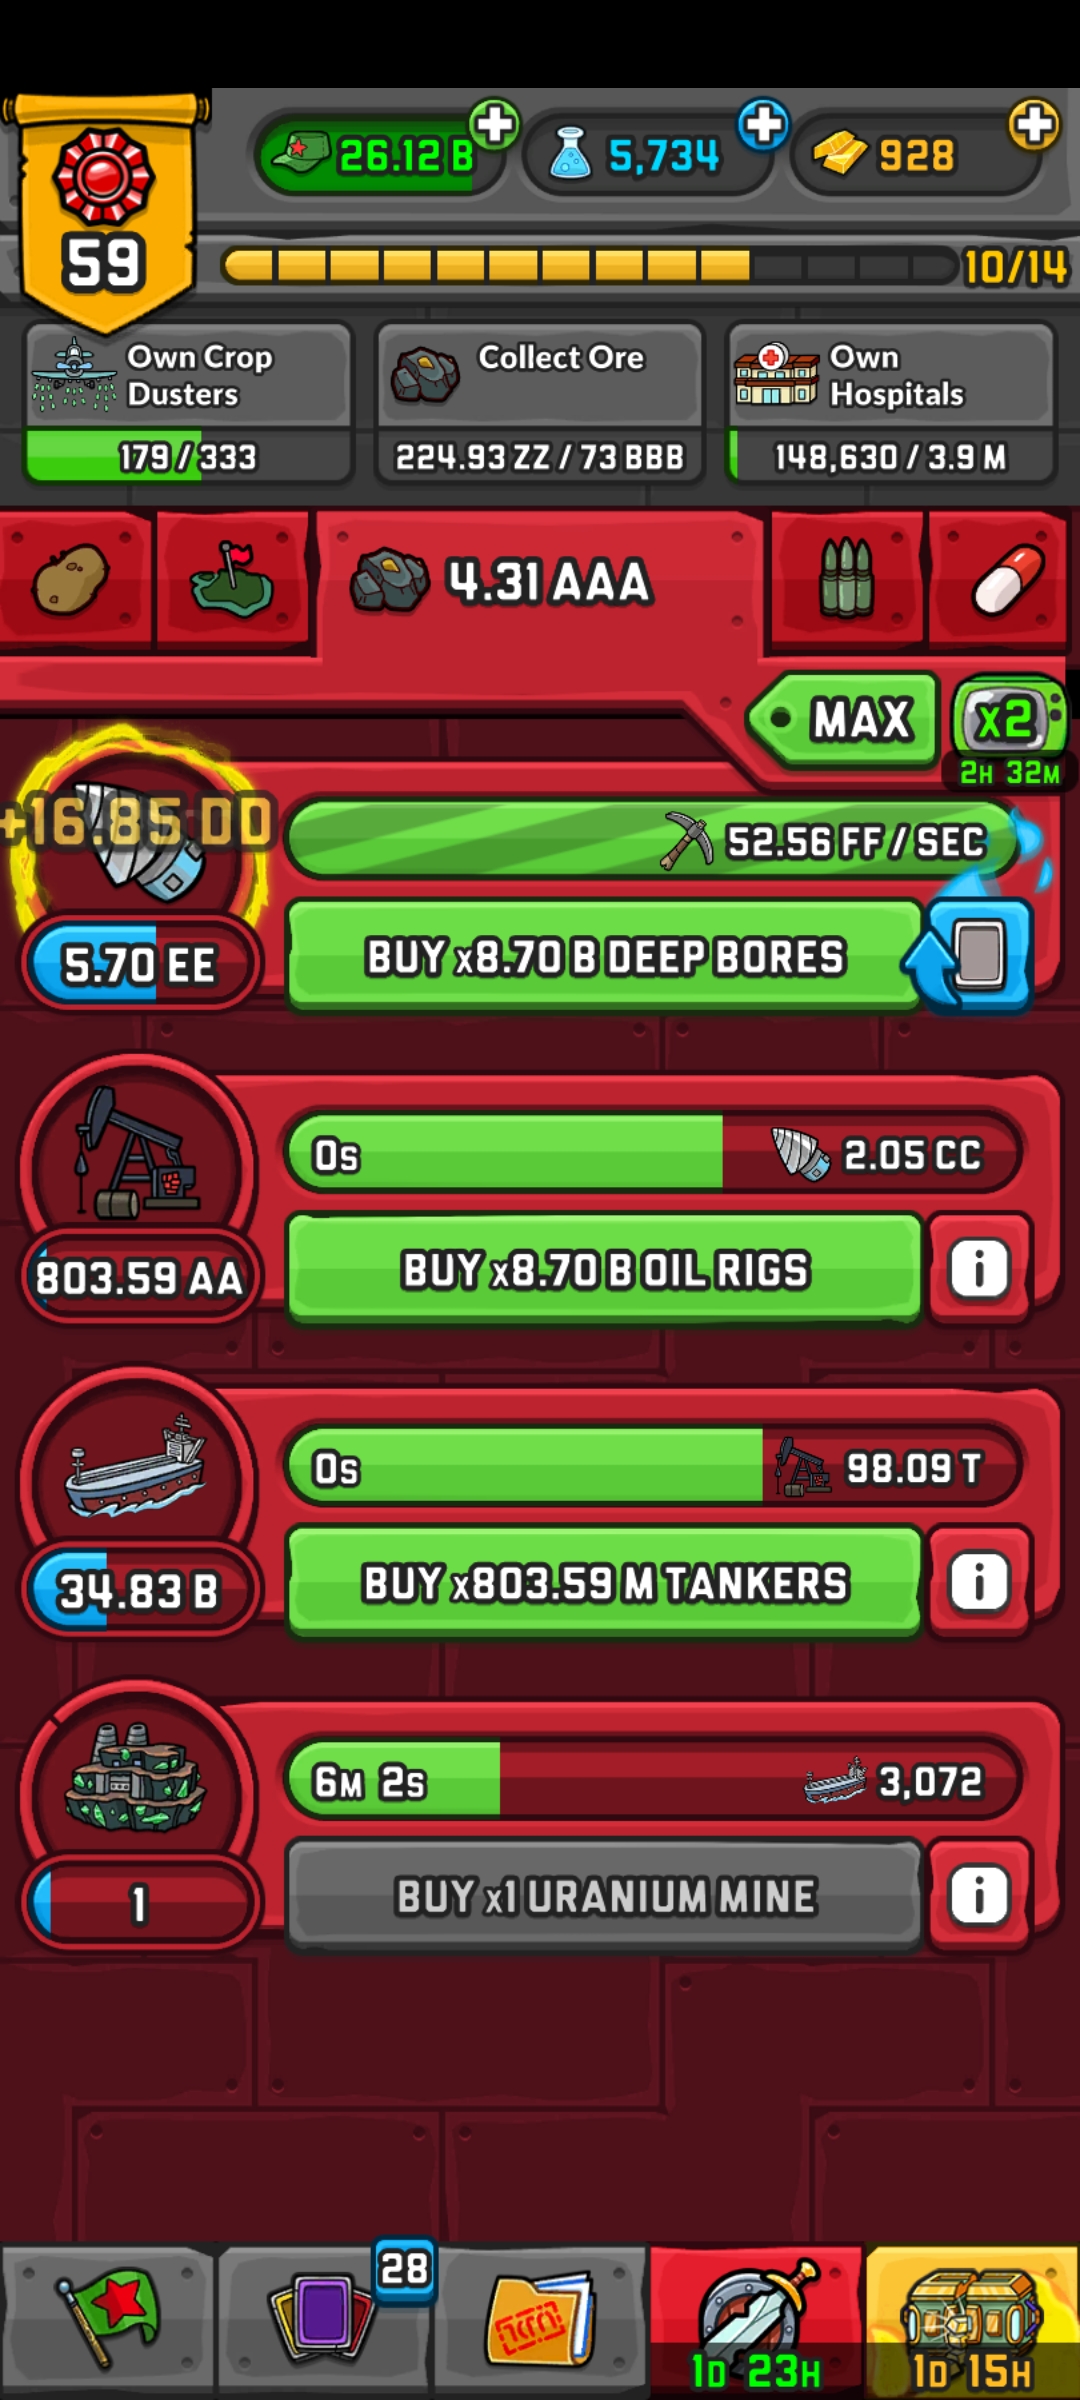 26.12 B
5,734
928
59
10/14
Own Crop
Dusters
179 / 333
Collect Ore
224.93 ZZ / 73 BBB
Own
Hospitals
148,630 / 3.9 M
4.31 AAA
MAX
x2
2H 32M
+16.85 DD
52.56 FF / SEC
5.70 EE
BUY x8.70 B DEEP BORES
0s
2.05 CC
803.59 AA
BUY x8.70 B OIL RIGS
i
0s
98.09 T
34.83 B
BUY x803.59 M TANKERS
i
6M 2s
3,072
1
BUY x1 URANIUM MINE
i
28
1D 23H
1D 15H